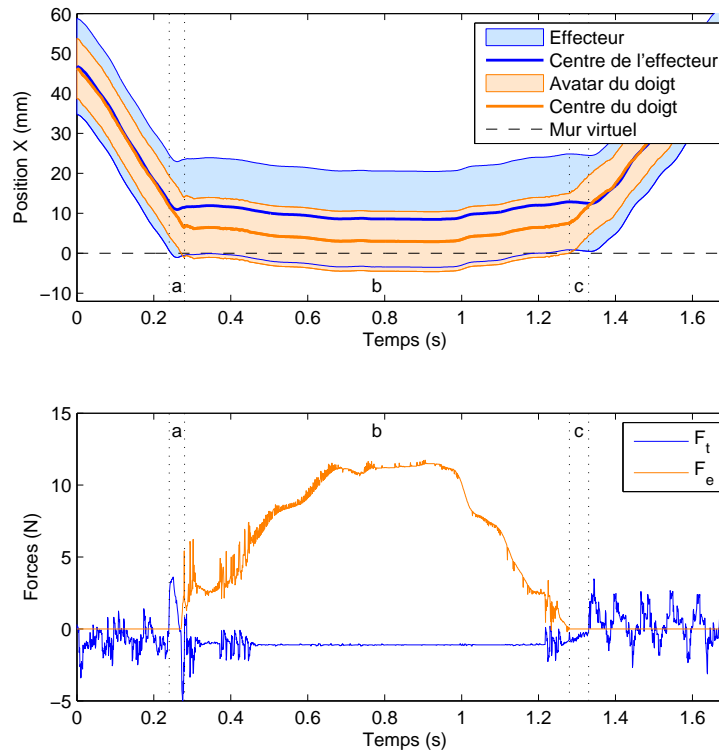 60
50
40
30
20
10
0
−10
Position X (mm)
Effecteur
Centre de l'effecteur
Avatar du doigt
Centre du doigt
Mur virtuel
a
b
c
0
0.2
0.4
0.6
0.8
1
1.2
1.4
1.6
Temps (s)
15
10
5
0
−5
Forces (N)
a
b
c
F_t
F_e
0
0.2
0.4
0.6
0.8
1
1.2
1.4
1.6
Temps (s)